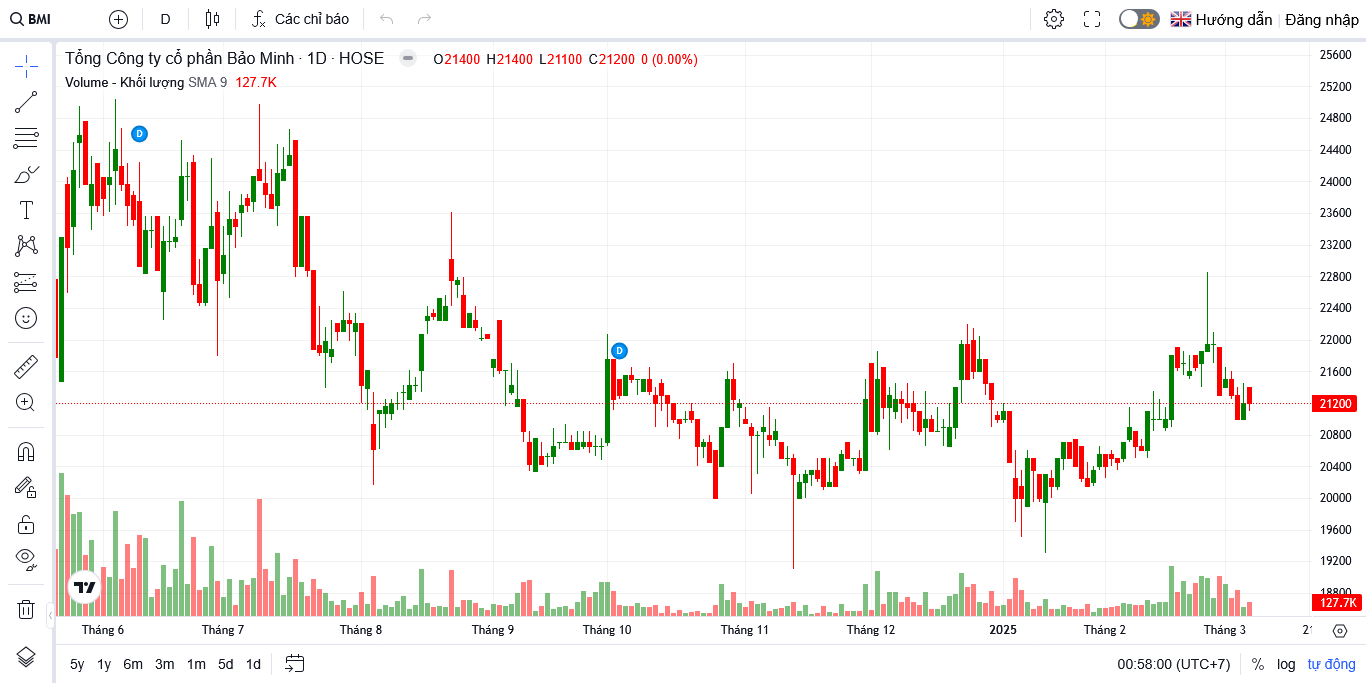 BMI D Các chỉ báo Hướng dẫn Đăng nhập
Tổng Công ty cổ phần Bảo Minh · 1D · HOSE O21400 H21400 L21100 C21200 0 (0.00%)
Volume - Khối lượng SMA 9 127.7K
D
D
25600
25200
24800
24400
24000
23600
23200
22800
22400
22000
21600
21200
20800
20400
20000
19600
19200
18800
127.7K
Tháng 6 Tháng 7 Tháng 8 Tháng 9 Tháng 10 Tháng 11 Tháng 12 2025 Tháng 2 Tháng 3 21
5y 1y 6m 3m 1m 5d 1d 00:58:00 (UTC+7) % log tự động